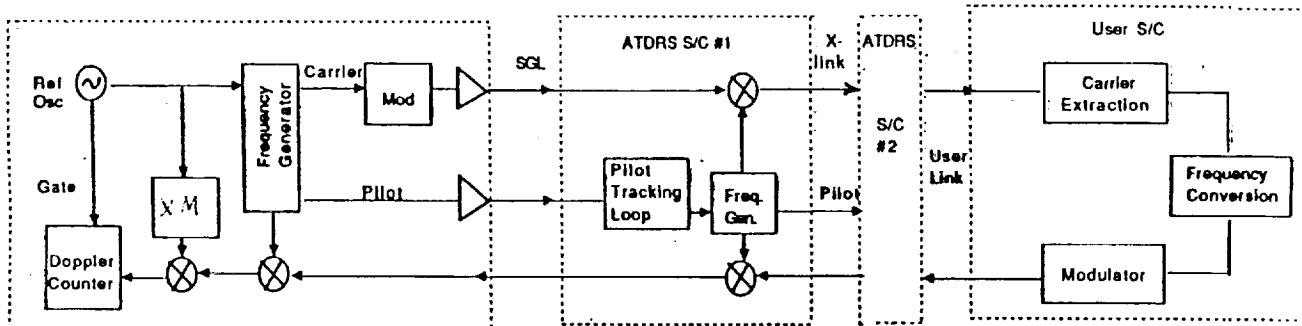 ATDRS S/C #1
X-
link
ATDRS
User S/C
Ref
Osc
Carrier
SGL
Mod
Frequency
Generator
Carrier
Extraction
S/C
#2
User
Link
Gate
X M
Pilot
Pilot
Tracking
Loop
Freq.
Gen.
Pilot
Frequency
Conversion
Doppler
Counter
Modulator